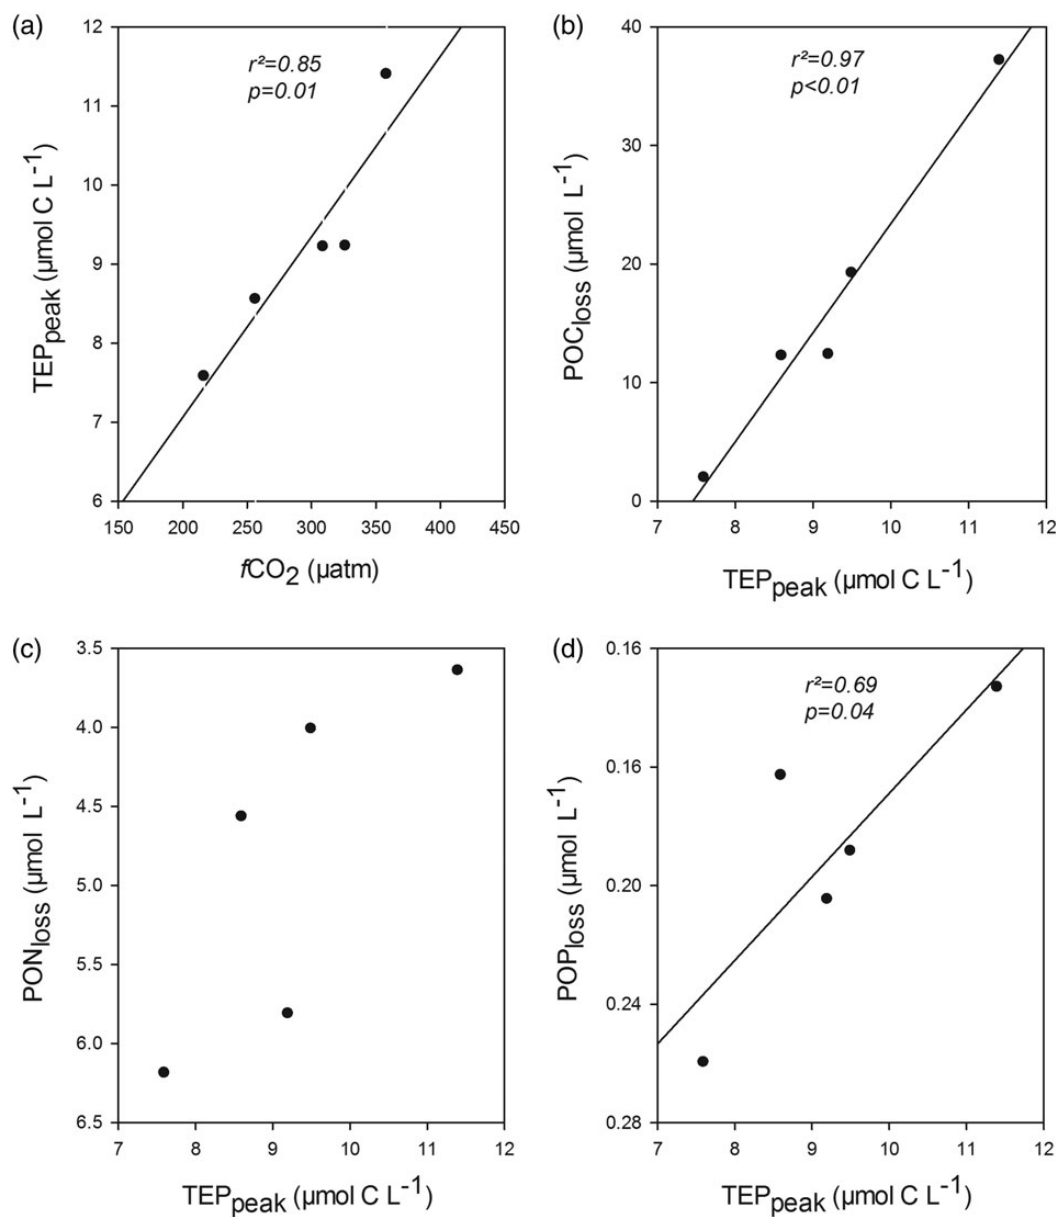 (a)
12
11
10
9
8
7
6
150 200 250 300 350 400 450
TEPpeak (µmol C L⁻¹)
r²=0.85
p=0.01
fCO₂ (µatm)
(b)
40
30
20
10
0
7 8 9 10 11 12
POCloss (µmol L⁻¹)
r²=0.97
p<0.01
TEPpeak (µmol C L⁻¹)
(c)
3.5
4.0
4.5
5.0
5.5
6.0
6.5
7 8 9 10 11 12
PONloss (µmol L⁻¹)
TEPpeak (µmol C L⁻¹)
(d)
0.16
0.16
0.20
0.24
0.28
7 8 9 10 11 12
POPloss (µmol L⁻¹)
r²=0.69
p=0.04
TEPpeak (µmol C L⁻¹)